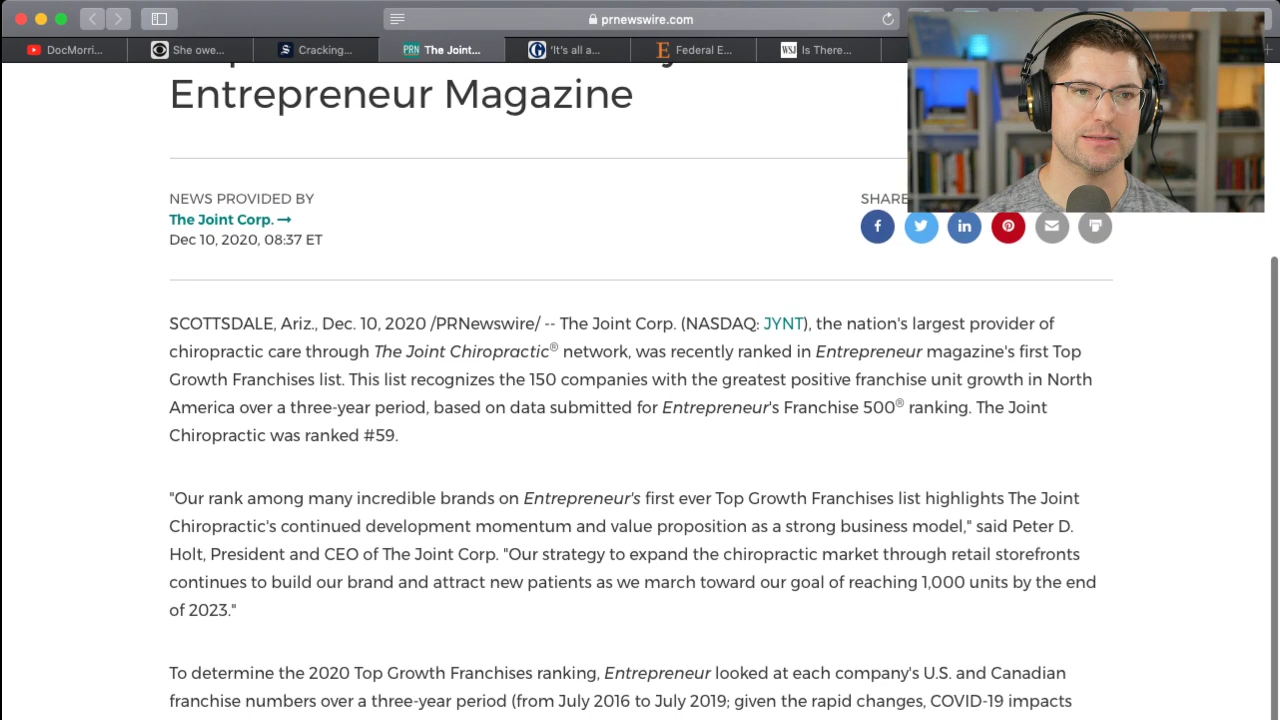 prnewswire.com
DocMorri...
She owe...
Cracking...
PRN The Joint...
'It's all a...
E Federal E...
WSJ Is There...
Entrepreneur Magazine
NEWS PROVIDED BY
The Joint Corp. →
Dec 10, 2020, 08:37 ET
SHARE
SCOTTSDALE, Ariz., Dec. 10, 2020 /PRNewswire/ -- The Joint Corp. (NASDAQ: JYNT), the nation's largest provider of
chiropractic care through The Joint Chiropractic® network, was recently ranked in Entrepreneur magazine's first Top
Growth Franchises list. This list recognizes the 150 companies with the greatest positive franchise unit growth in North
America over a three-year period, based on data submitted for Entrepreneur's Franchise 500® ranking. The Joint
Chiropractic was ranked #59.
"Our rank among many incredible brands on Entrepreneur's first ever Top Growth Franchises list highlights The Joint
Chiropractic's continued development momentum and value proposition as a strong business model," said Peter D.
Holt, President and CEO of The Joint Corp. "Our strategy to expand the chiropractic market through retail storefronts
continues to build our brand and attract new patients as we march toward our goal of reaching 1,000 units by the end
of 2023."
To determine the 2020 Top Growth Franchises ranking, Entrepreneur looked at each company's U.S. and Canadian
franchise numbers over a three-year period (from July 2016 to July 2019; given the rapid changes, COVID-19 impacts